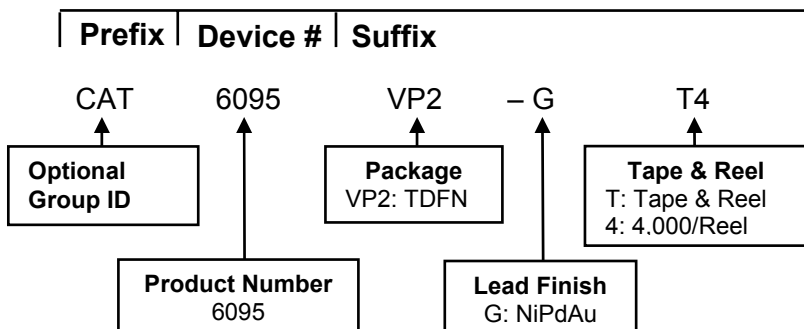 Prefix Device # Suffix
CAT 6095 VP2 – G T4
Optional
Group ID
Package
VP2: TDFN
Tape & Reel
T: Tape & Reel
4: 4,000/Reel
Product Number
6095
Lead Finish
G: NiPdAu